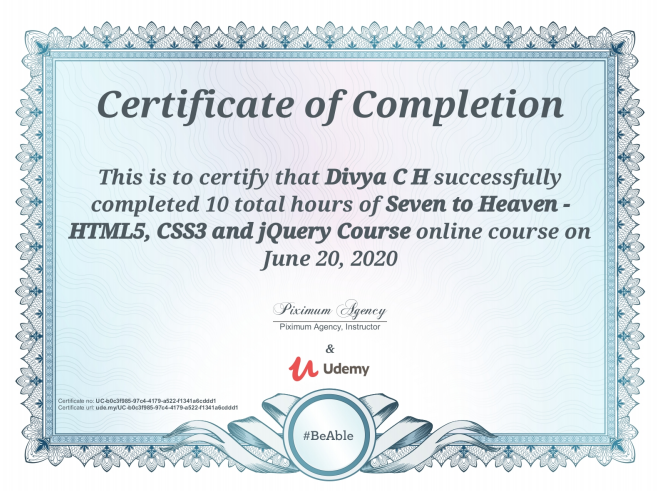 Certificate of Completion
This is to certify that Divya C H successfully
completed 10 total hours of Seven to Heaven -
HTML5, CSS3 and jQuery Course online course on
June 20, 2020
Piximum Agency
Piximum Agency, Instructor
&
Udemy
Certificate no: UC-b0c3f985-97c4-4179-a522-f1341a6cddd1
Certificate url: ude.my/UC-b0c3f985-97c4-4179-a522-f1341a6cddd1
#BeAble